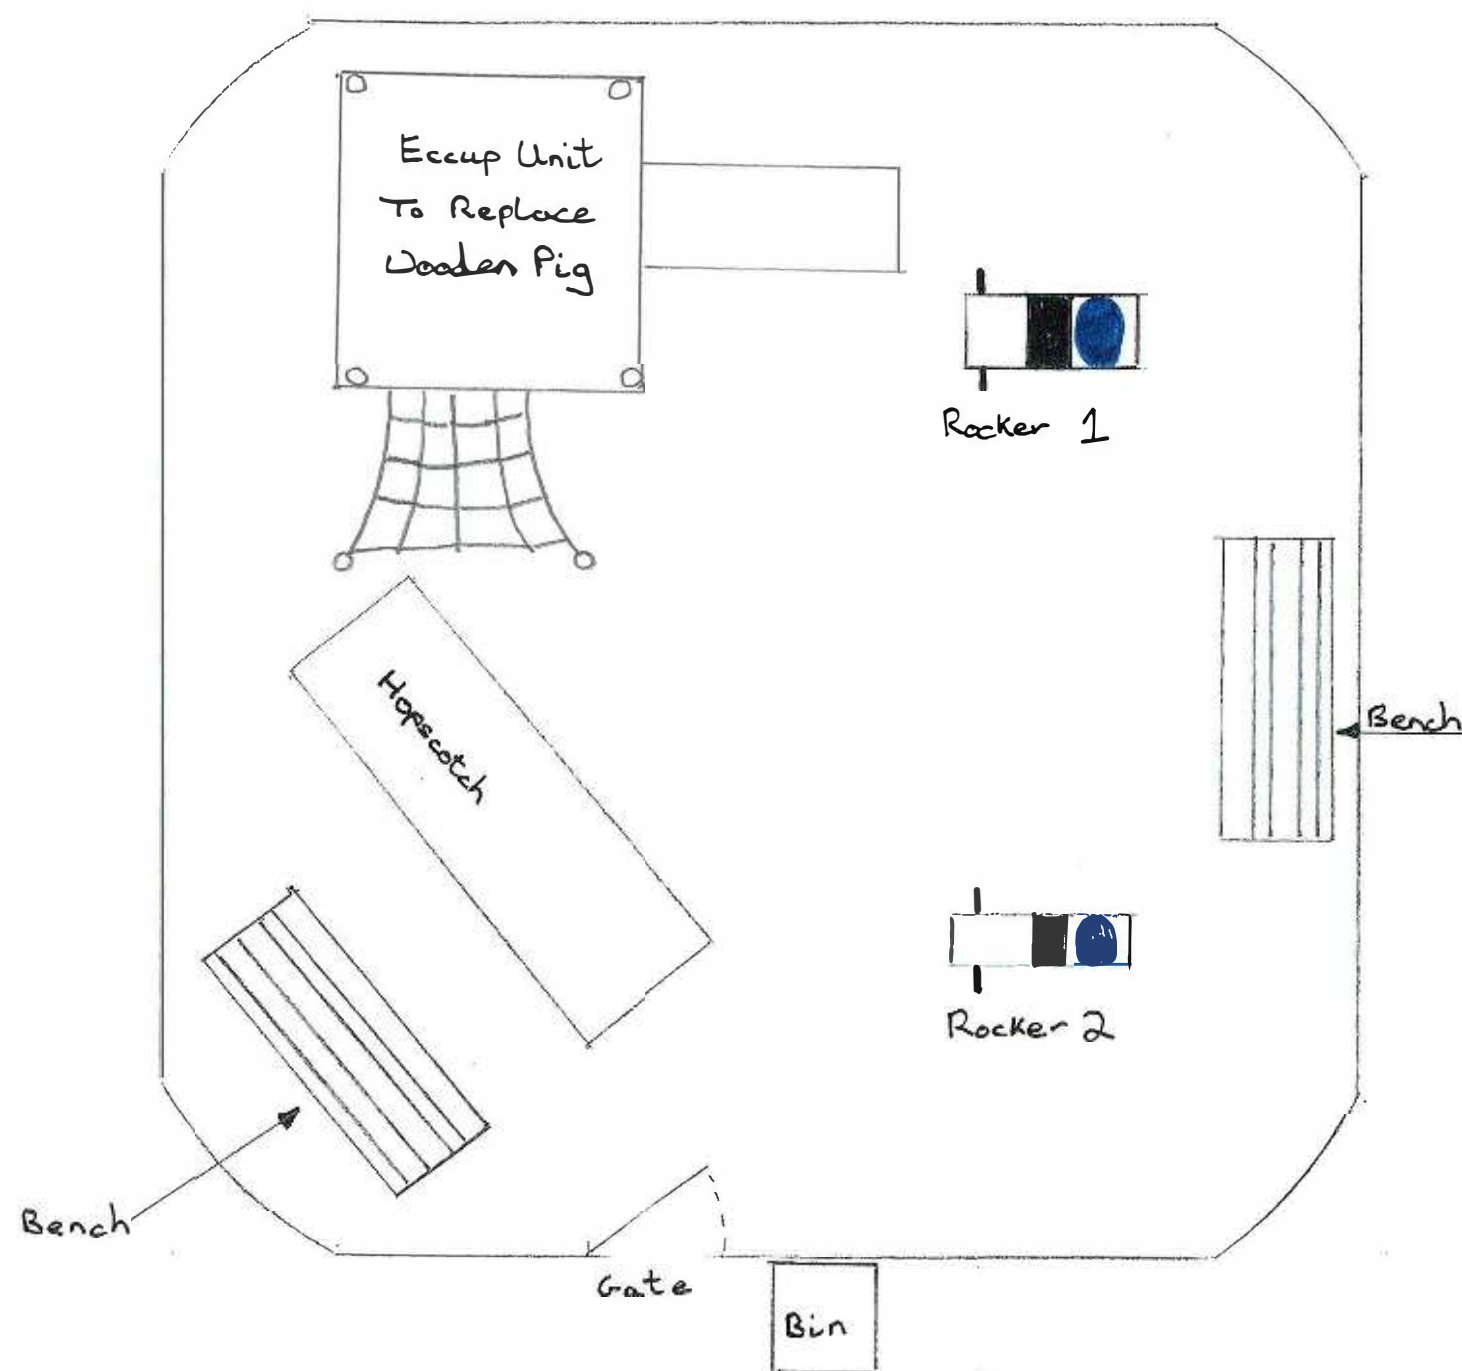 Eccup Unit
To Replace
Wooden Pig
Rocker 1
Hopscotch
Bench
Rocker 2
Bench
Gate
Bin